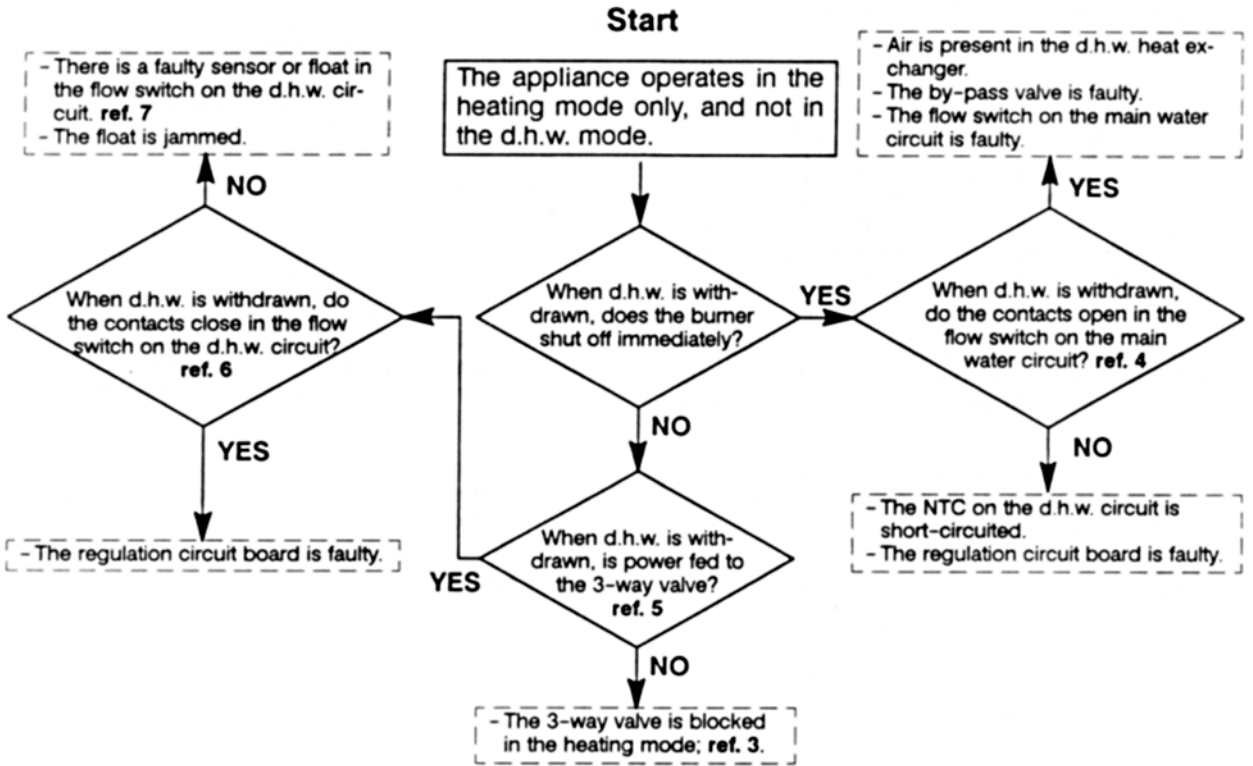 Start
- There is a faulty sensor or float in
the flow switch on the d.h.w. cir-
cuit. ref. 7
- The float is jammed.
The appliance operates in the
heating mode only, and not in
the d.h.w. mode.
- Air is present in the d.h.w. heat ex-
changer.
- The by-pass valve is faulty.
- The flow switch on the main water
circuit is faulty.
NO
YES
When d.h.w. is withdrawn, do
the contacts close in the flow
switch on the d.h.w. circuit?
ref. 6
When d.h.w. is with-
drawn, does the burner
shut off immediately?
YES
When d.h.w. is withdrawn,
do the contacts open in the
flow switch on the main
water circuit? ref. 4
YES
NO
NO
- The regulation circuit board is faulty.
YES
When d.h.w. is with-
drawn, is power fed to
the 3-way valve?
ref. 5
- The NTC on the d.h.w. circuit is
short-circuited.
- The regulation circuit board is faulty.
NO
- The 3-way valve is blocked
in the heating mode; ref. 3.